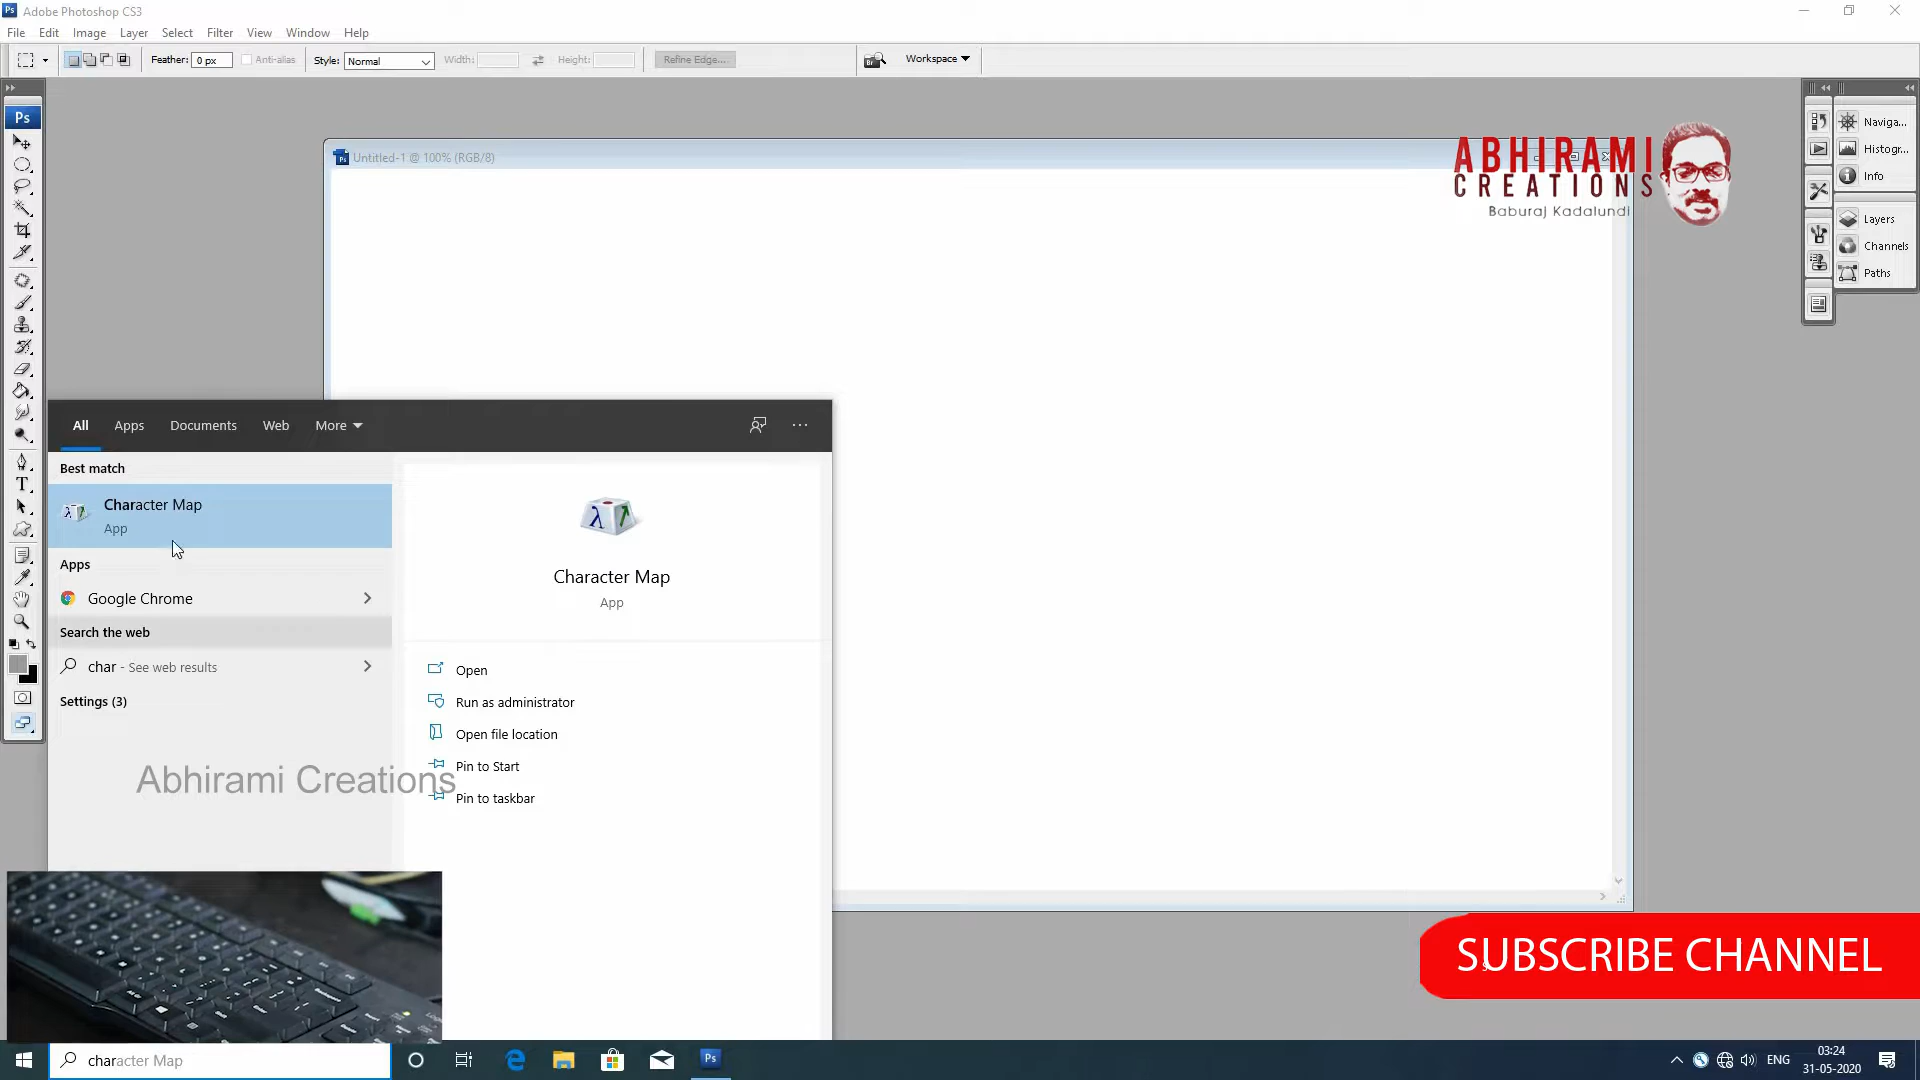 Ps Adobe Photoshop CS3
File Edit Image Layer Select Filter View Window Help
Feather: 0 px Anti-alias Style: Normal Width: Height: Refine Edge... Workspace
Ps
Untitled-1 @ 100% (RGB/8)
ABHIRAMI
CREATIONS
Baburaj Kadalundi
Naviga...
Histogr...
Info
Layers
Channels
Paths
T
All Apps Documents Web More
Best match
Character Map
App
Apps
Google Chrome
Search the web
char - See web results
Settings (3)
Character Map
App
Open
Run as administrator
Open file location
Pin to Start
Pin to taskbar
Abhirami Creations
SUBSCRIBE CHANNEL
character Map
Ps
ENG
03:24
31-05-2020